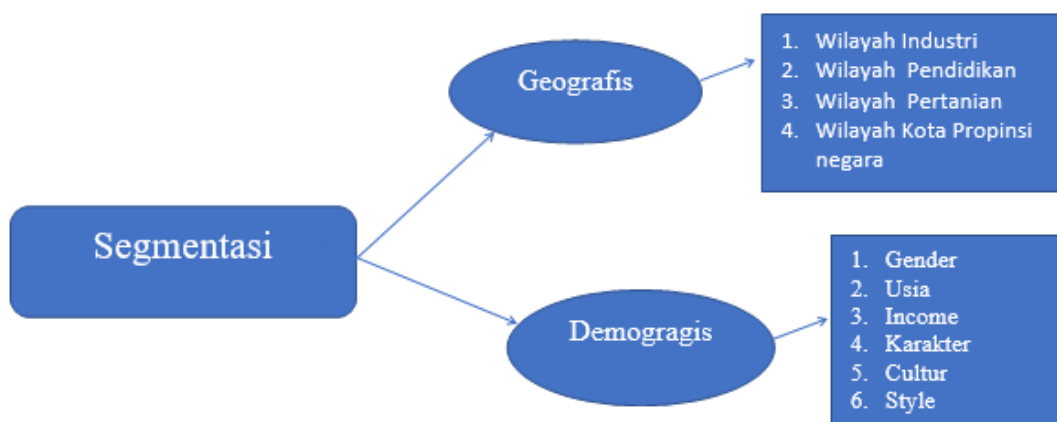 Segmentasi
Geografis
1. Wilayah Industri
2. Wilayah Pendidikan
3. Wilayah Pertanian
4. Wilayah Kota Propinsi
negara
Demogragis
1. Gender
2. Usia
3. Income
4. Karakter
5. Cultur
6. Style